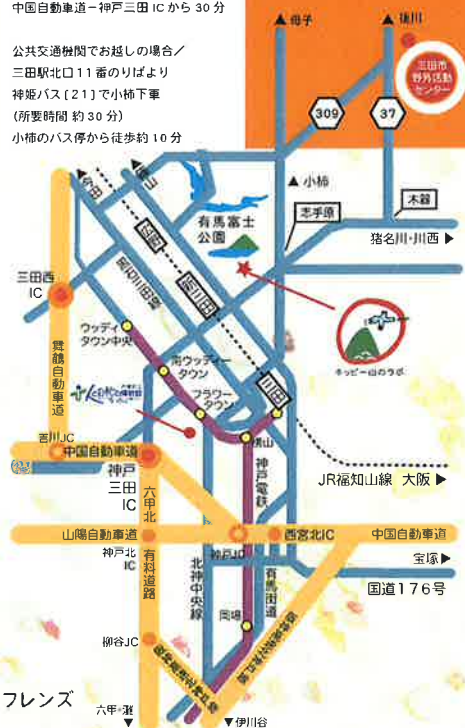 中国自動車道－神戸三田ICから30分
公共交通機関でお越しの場合／
三田駅北口11番のりばより
神姫バス[21]で小柿下車
(所要時間 約30分)
小柿のバス停から徒歩約10分
▲母子
▲後川
三田市
野外活動
センター
309
37
▲小柿
木器
志手原
猪名川・川西▶
有馬富士
公園
新三田
三田
三田西
IC
舞鶴自動車道
ウッディ
タウン中央
南ウッディー
タウン
フラワー
タウン
横山
キッピー山のラボ
吉川JC
中国自動車道
神戸
三田
IC
神戸電鉄
JR福知山線 大阪▶
六甲北
有料道路
山陽自動車道
西宮北IC
中国自動車道
神戸北
IC
神戸JC
宝塚▶
国道176号
北神中央線
有馬街道
岡場
柳谷JC
フレンズ
六甲・灘
▼
▼伊川谷